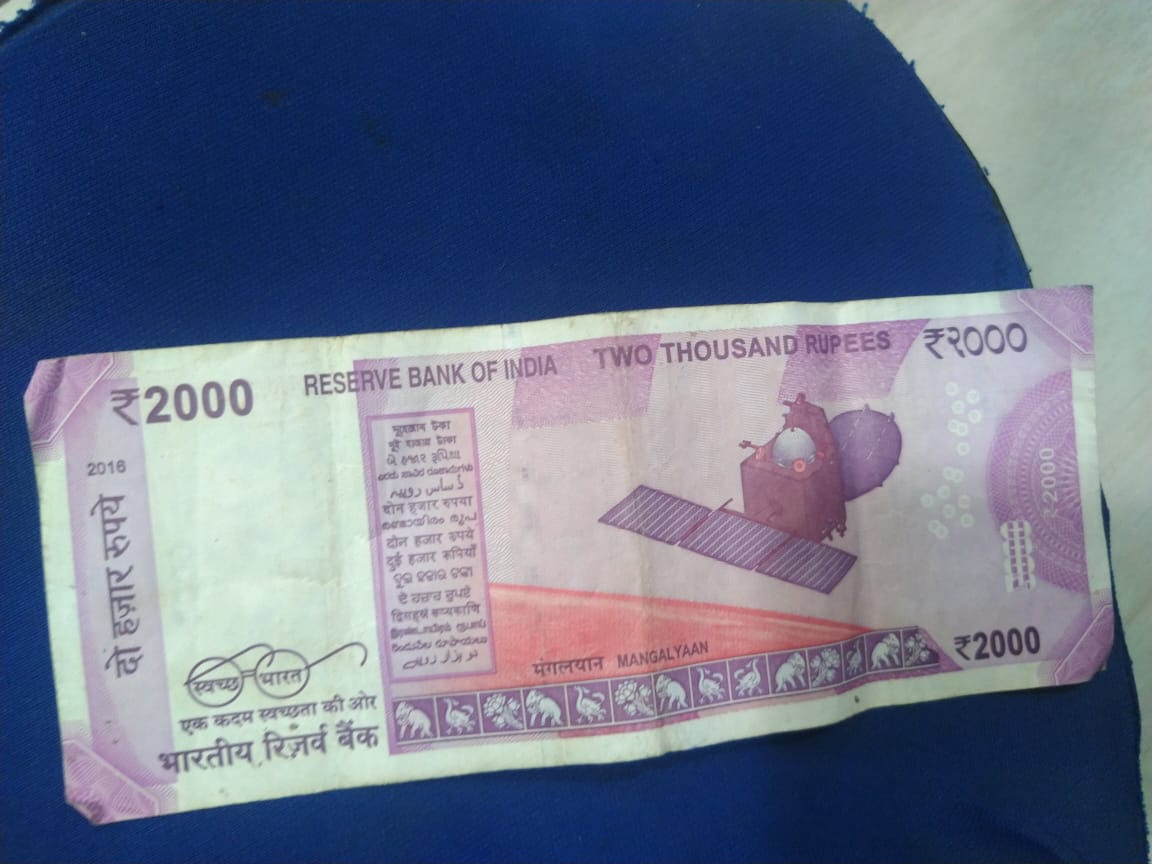 ₹2000
RESERVE BANK OF INDIA
TWO THOUSAND RUPEES
₹२०००
2016
दो हज़ार रुपये
दोन हजार रुपया
दोन हजार रुपये
दुई हजार रुपियाँ
मंगलयान MANGALYAAN
स्वच्छ भारत
एक कदम स्वच्छता की ओर
भारतीय रिज़र्व बैंक
₹2000
₹2000